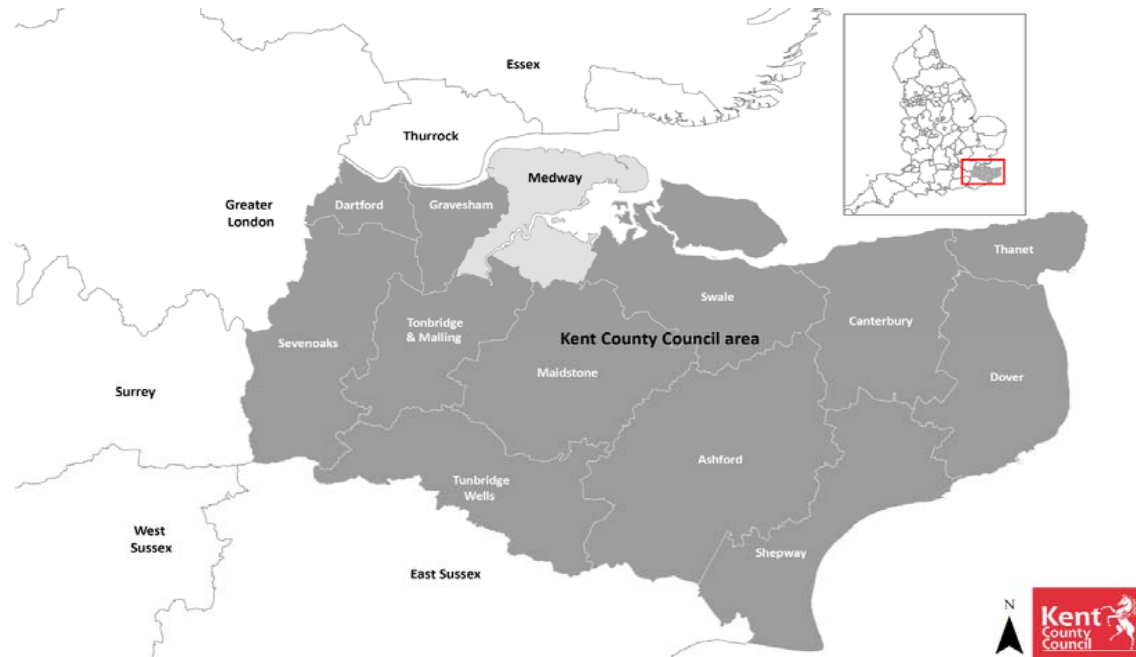 Essex
Thurrock
Medway
Greater
London
Dartford
Gravesham
Thanet
Swale
Canterbury
Tonbridge
& Malling
Kent County Council area
Sevenoaks
Maidstone
Dover
Surrey
Ashford
Tunbridge
Wells
West
Sussex
Shepway
East Sussex
N
Kent
County
Council